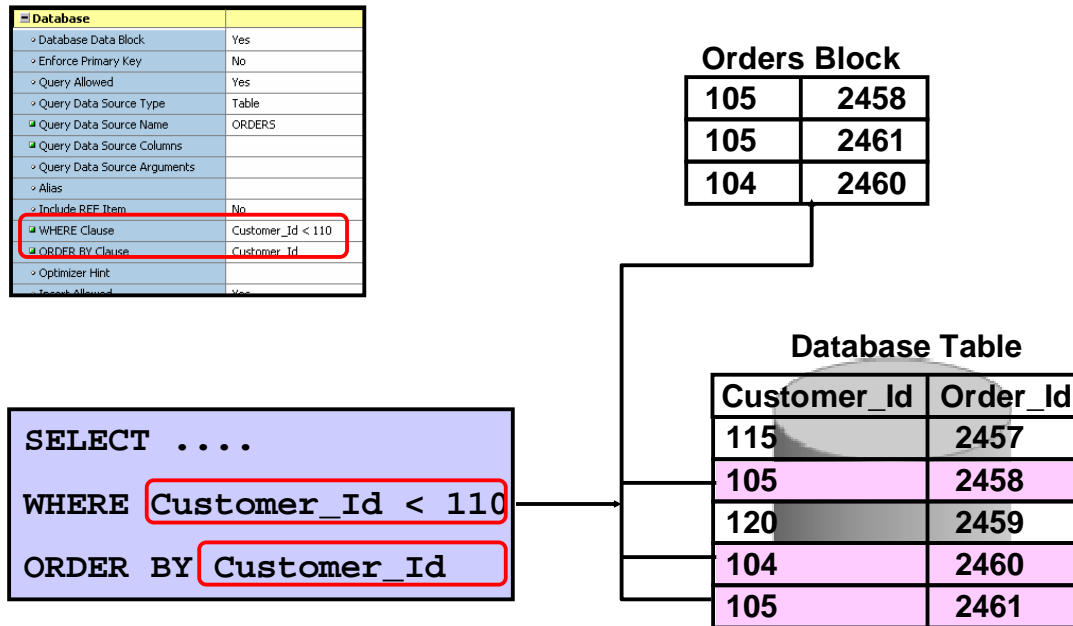 Database
Database Data Block Yes
Enforce Primary Key No
Query Allowed Yes
Query Data Source Type Table
Query Data Source Name ORDERS
Query Data Source Columns
Query Data Source Arguments
Alias
Include REF Item No
WHERE Clause Customer_Id < 110
ORDER BY Clause Customer_Id
Optimizer Hint
Insert Allowed Yes
Orders Block
105 2458
105 2461
104 2460
SELECT ....
WHERE Customer_Id < 110
ORDER BY Customer_Id
Database Table
Customer_Id Order_Id
115 2457
105 2458
120 2459
104 2460
105 2461